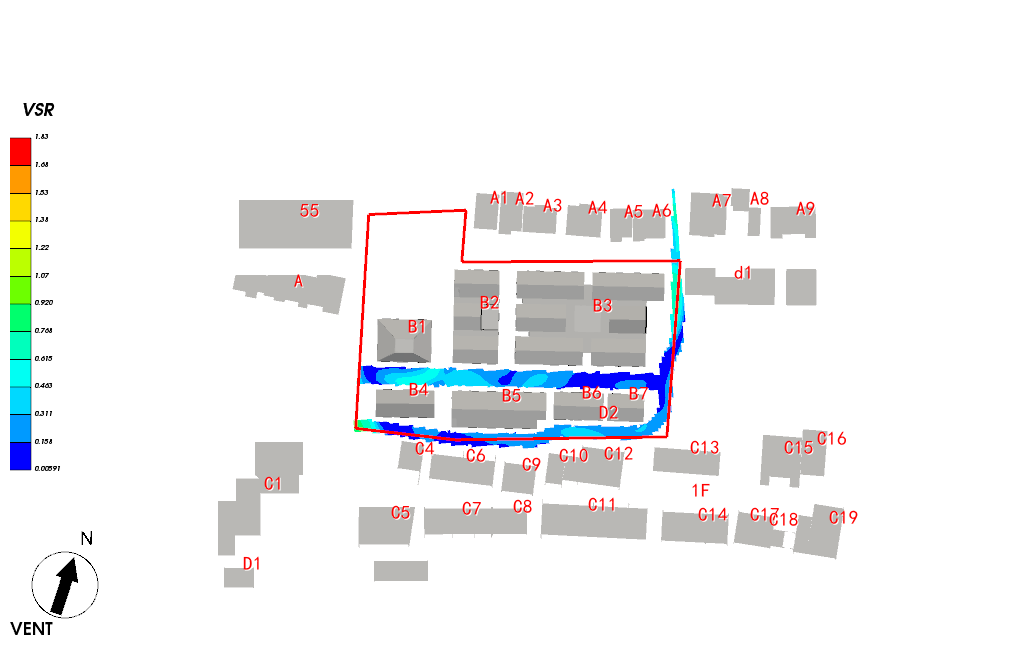 VSR
1.83
1.68
1.53
1.38
1.22
1.07
0.920
0.768
0.615
0.463
0.311
0.158
0.00591
55
A1
A2
A3
A4
A5
A6
A7
A8
A9
A
d1
B2
B3
B1
B4
B5
B6
B7
D2
C4
C6
C9
C10
C12
C13
C15
C16
C1
1F
C5
C7
C8
C11
C14
C17
C18
C19
D1
N
VENT